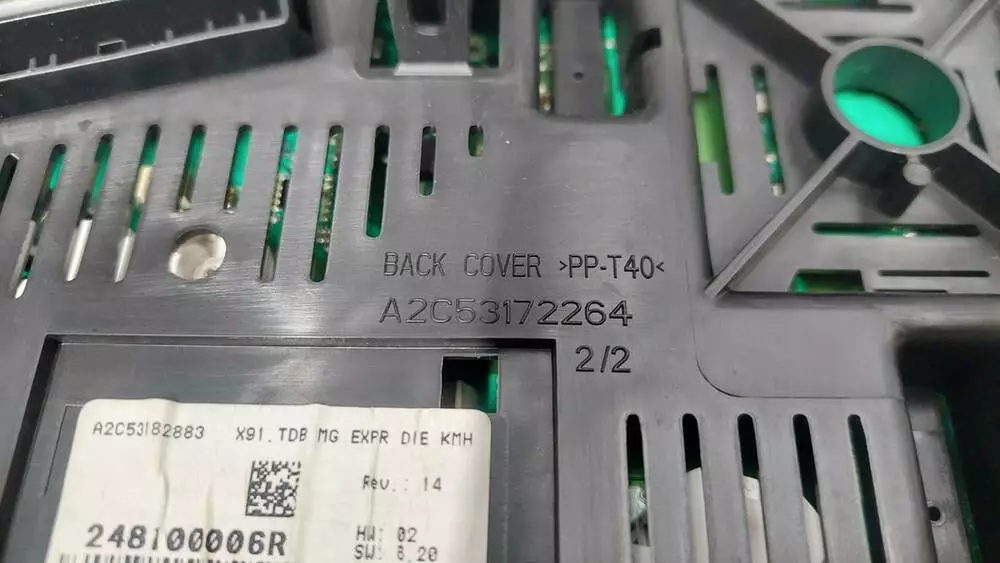 BACK COVER >PP-T40<
A2C53172264
2/2
A2C53182883 X91.TDB MG EXPR DIE KMH
Rev.: 14
248100006R
HW: 02
SW: 8.20